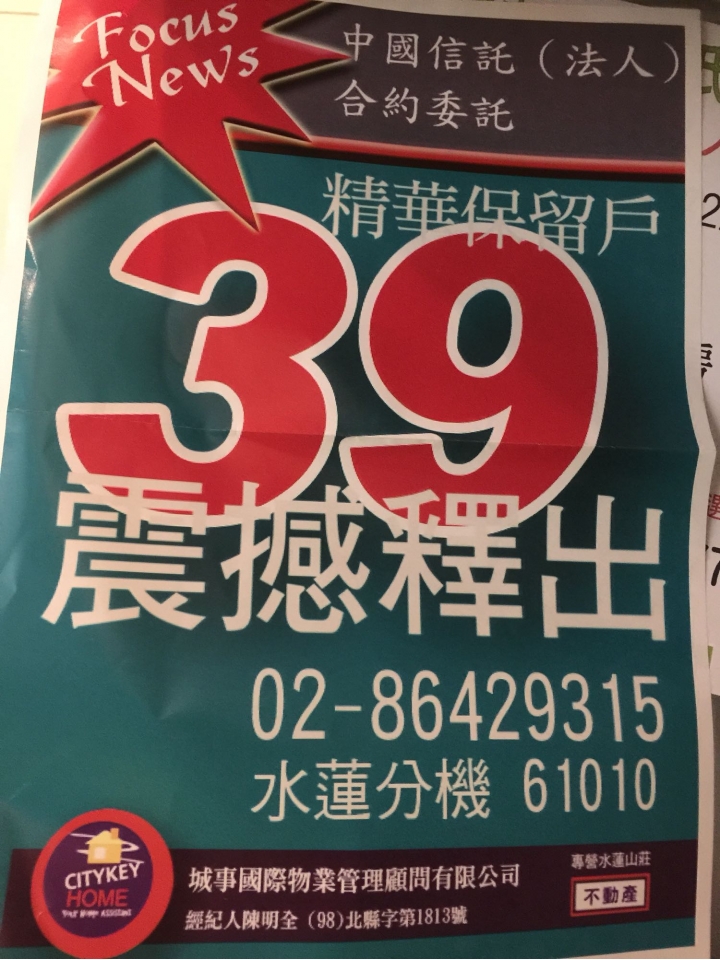 Focus
News
中國信託（法人）
合約委託
精華保留戶
39
震撼釋出
02-86429315
水蓮分機 61010
CITYKEY
HOME
Your Home Assistant
城事國際物業管理顧問有限公司
經紀人陳明全（98）北縣字第1813號
專營水蓮山莊
不動產